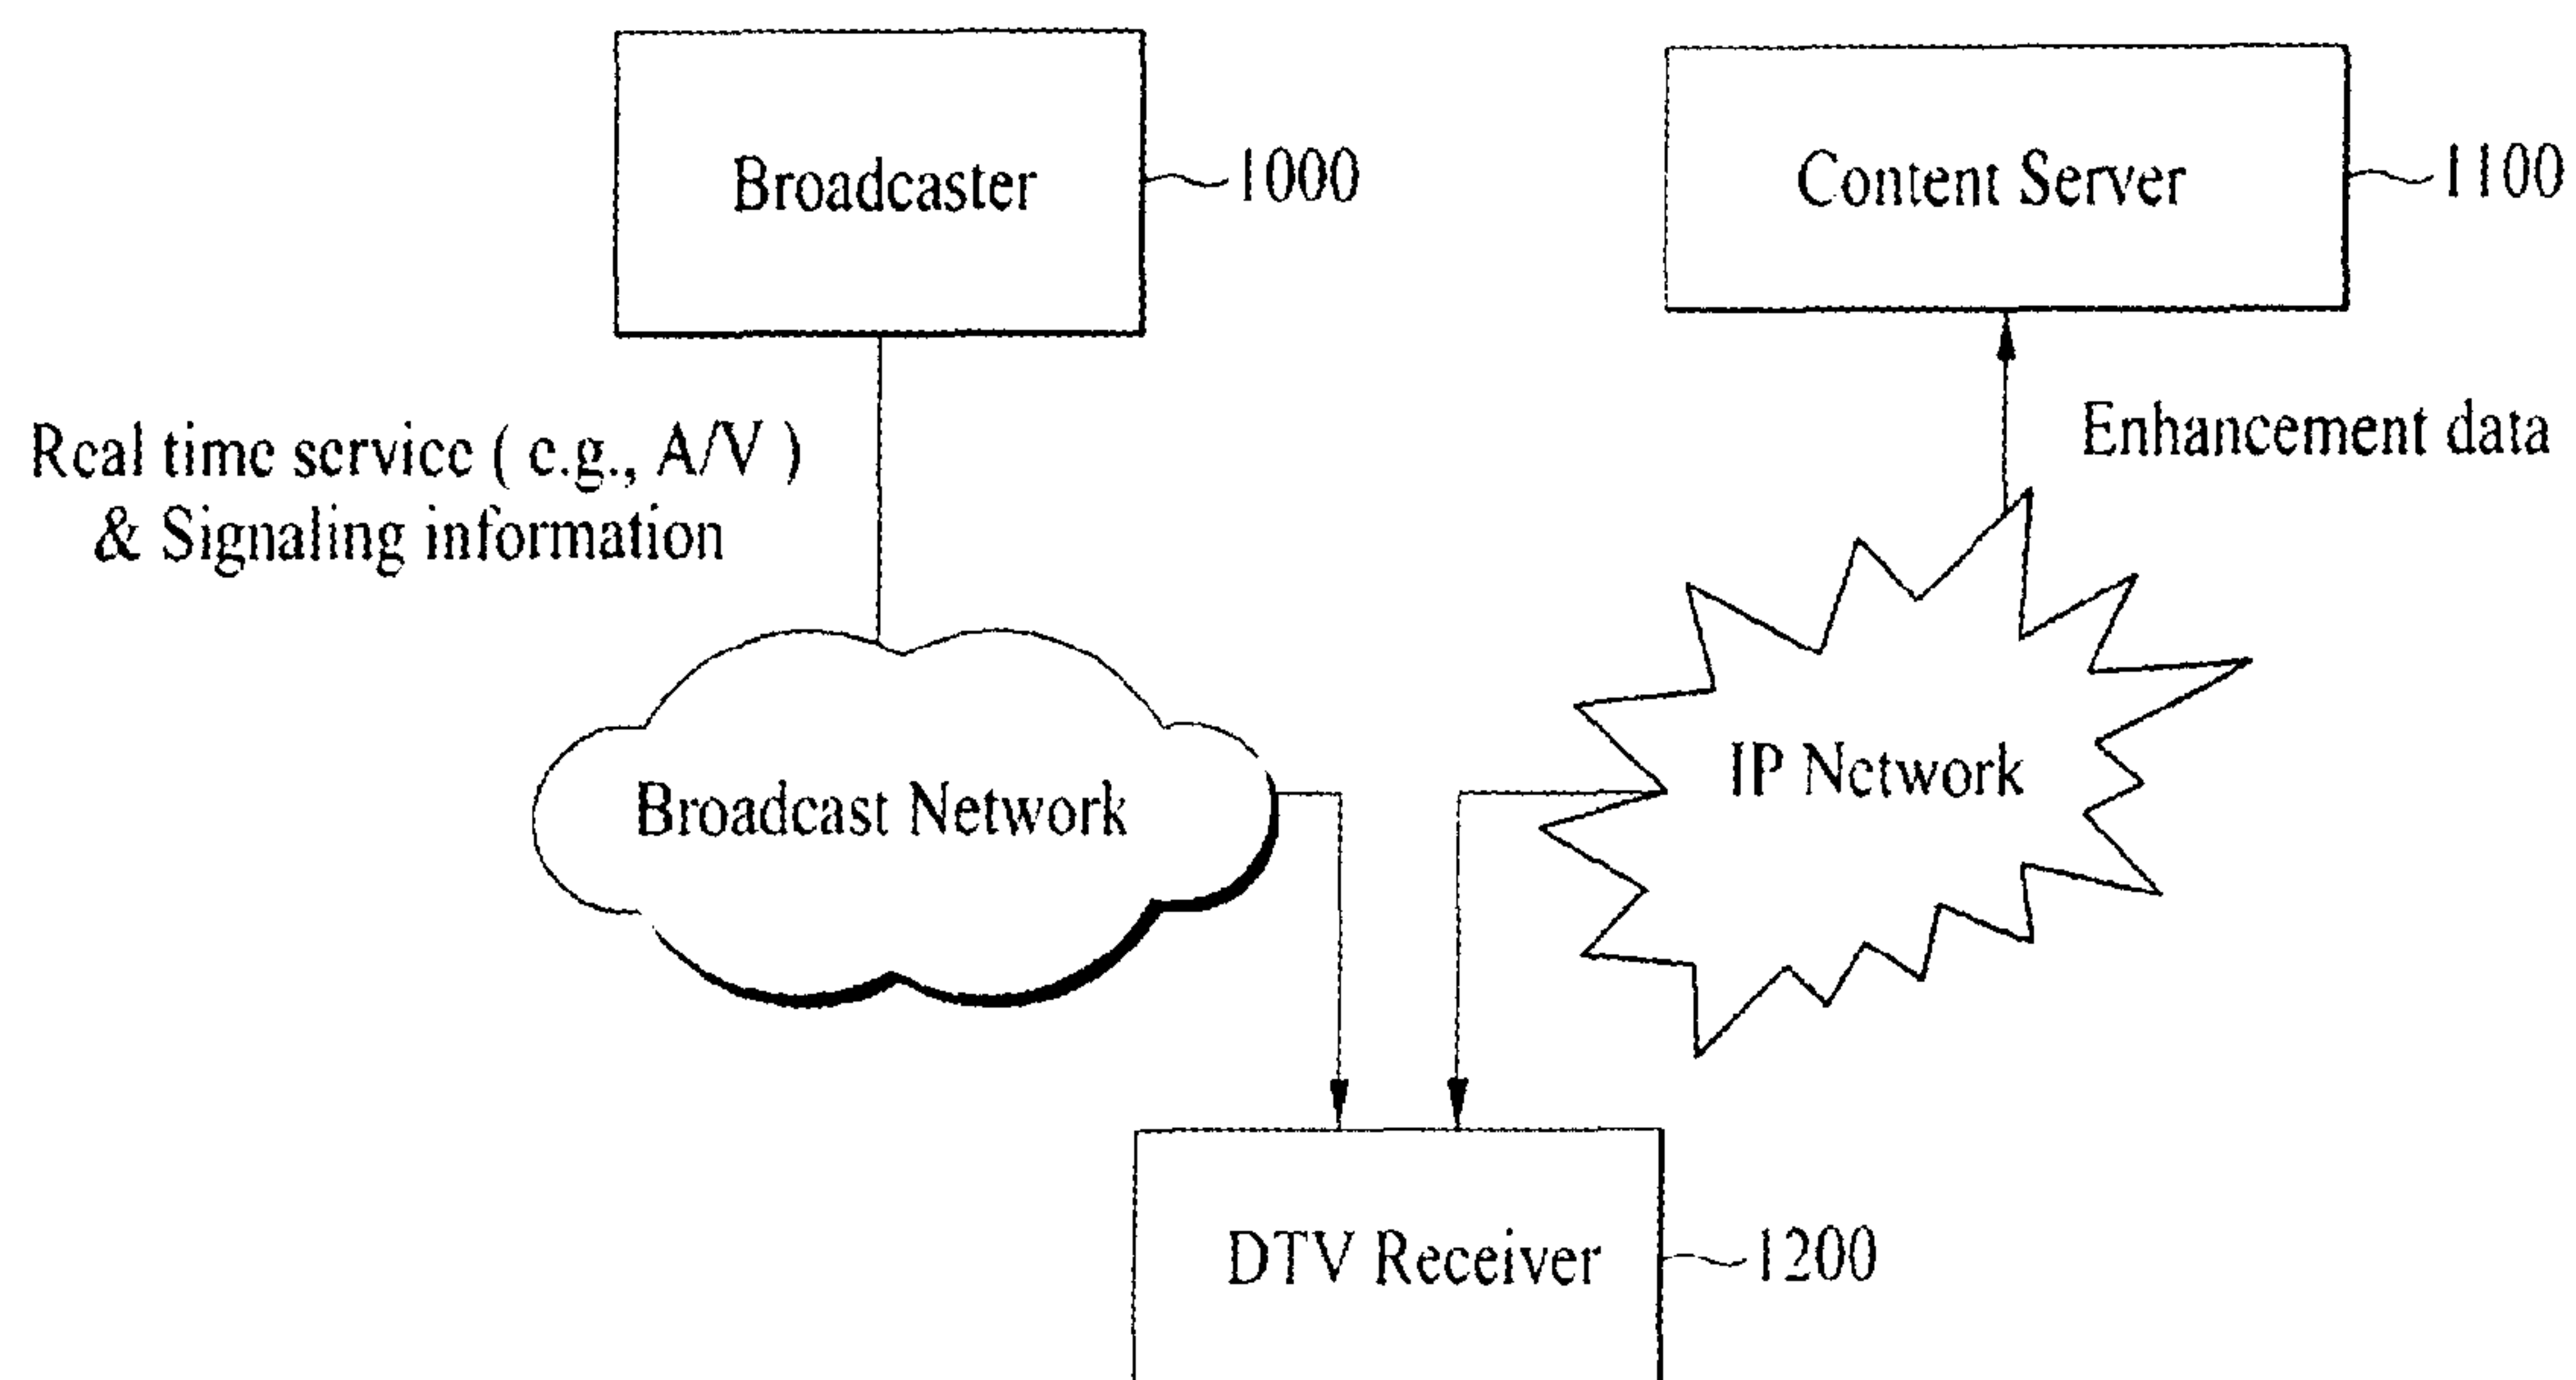 Broadcaster
1000
Content Server
1100
Real time service ( e.g., A/V )
& Signaling information
Enhancement data
Broadcast Network
IP Network
DTV Receiver
1200